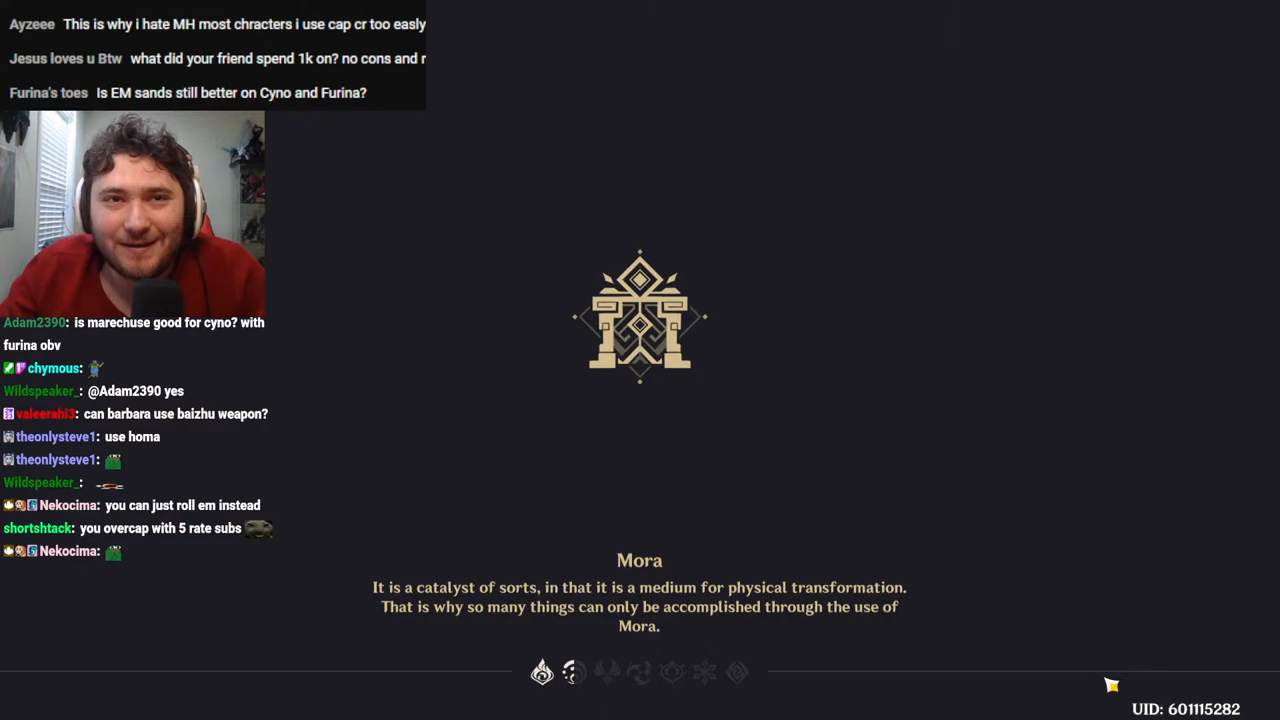 Ayzeee This is why i hate MH most chracters i use cap cr too easly
Jesus loves u Btw what did your friend spend 1k on? no cons and r
Furina's toes Is EM sands still better on Cyno and Furina?
Adam2390: is marechuse good for cyno? with
furina obv
chymous:
Wildspeaker_: @Adam2390 yes
valeerahi3: can barbara use baizhu weapon?
theonlysteve1: use homa
theonlysteve1:
Wildspeaker_:
Nekocima: you can just roll em instead
shortshtack: you overcap with 5 rate subs
Nekocima:
Mora
It is a catalyst of sorts, in that it is a medium for physical transformation.
That is why so many things can only be accomplished through the use of
Mora.
UID: 601115282